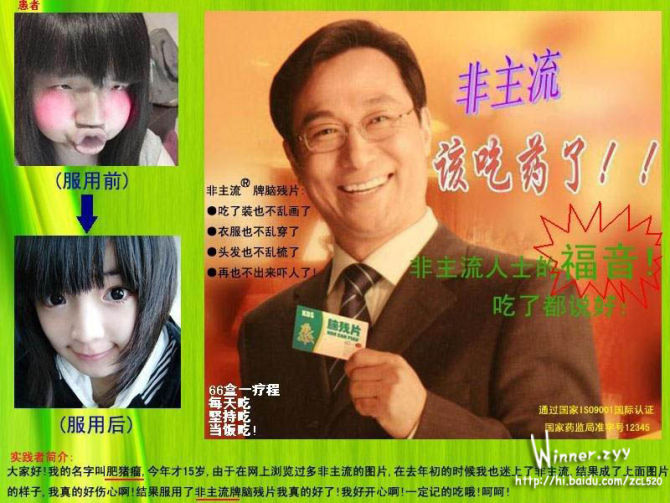 患者
(服用前)
(服用后)
非主流
该吃药了!!
非主流®牌脑残片:
●吃了装也不乱画了
●衣服也不乱穿了
●头发也不乱梳了
●再也不出来吓人了!
非主流人士的福音!
吃了都说好!
KDS
脑残片
NAO CAN PIAN
66盒一疗程
每天吃
坚持吃
当饭吃!
通过国家ISO9001国际认证
国家药监局准字号12345
Winner.zyy
http://hi.baidu.com/zcl520
实践者简介:
大家好!我的名字叫肥猪瘤,今年才15岁,由于在网上浏览过多非主流的图片,在去年初的时候我也迷上了非主流,结果成了上面图片
的样子,我真的好伤心啊!结果服用了非主流牌脑残片我真的好了!我好开心啊!一定记的吃哦!呵呵!